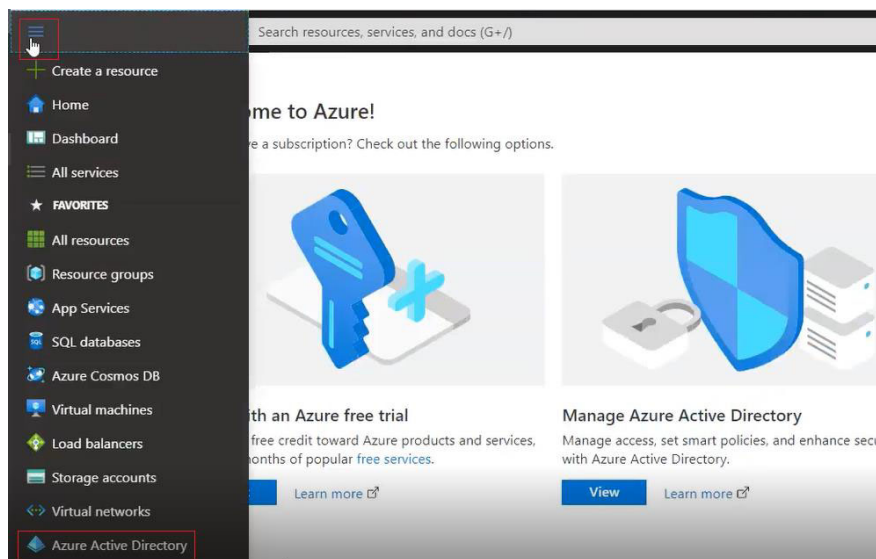 Search resources, services, and docs (G+/)
Create a resource
Home
Dashboard
All services
FAVORITES
All resources
Resource groups
App Services
SQL databases
Azure Cosmos DB
Virtual machines
Load balancers
Storage accounts
Virtual networks
Azure Active Directory
me to Azure!
e a subscription? Check out the following options.
ith an Azure free trial
free credit toward Azure products and services,
onths of popular free services.
Learn more
Manage Azure Active Directory
Manage access, set smart policies, and enhance secu
with Azure Active Directory.
View Learn more